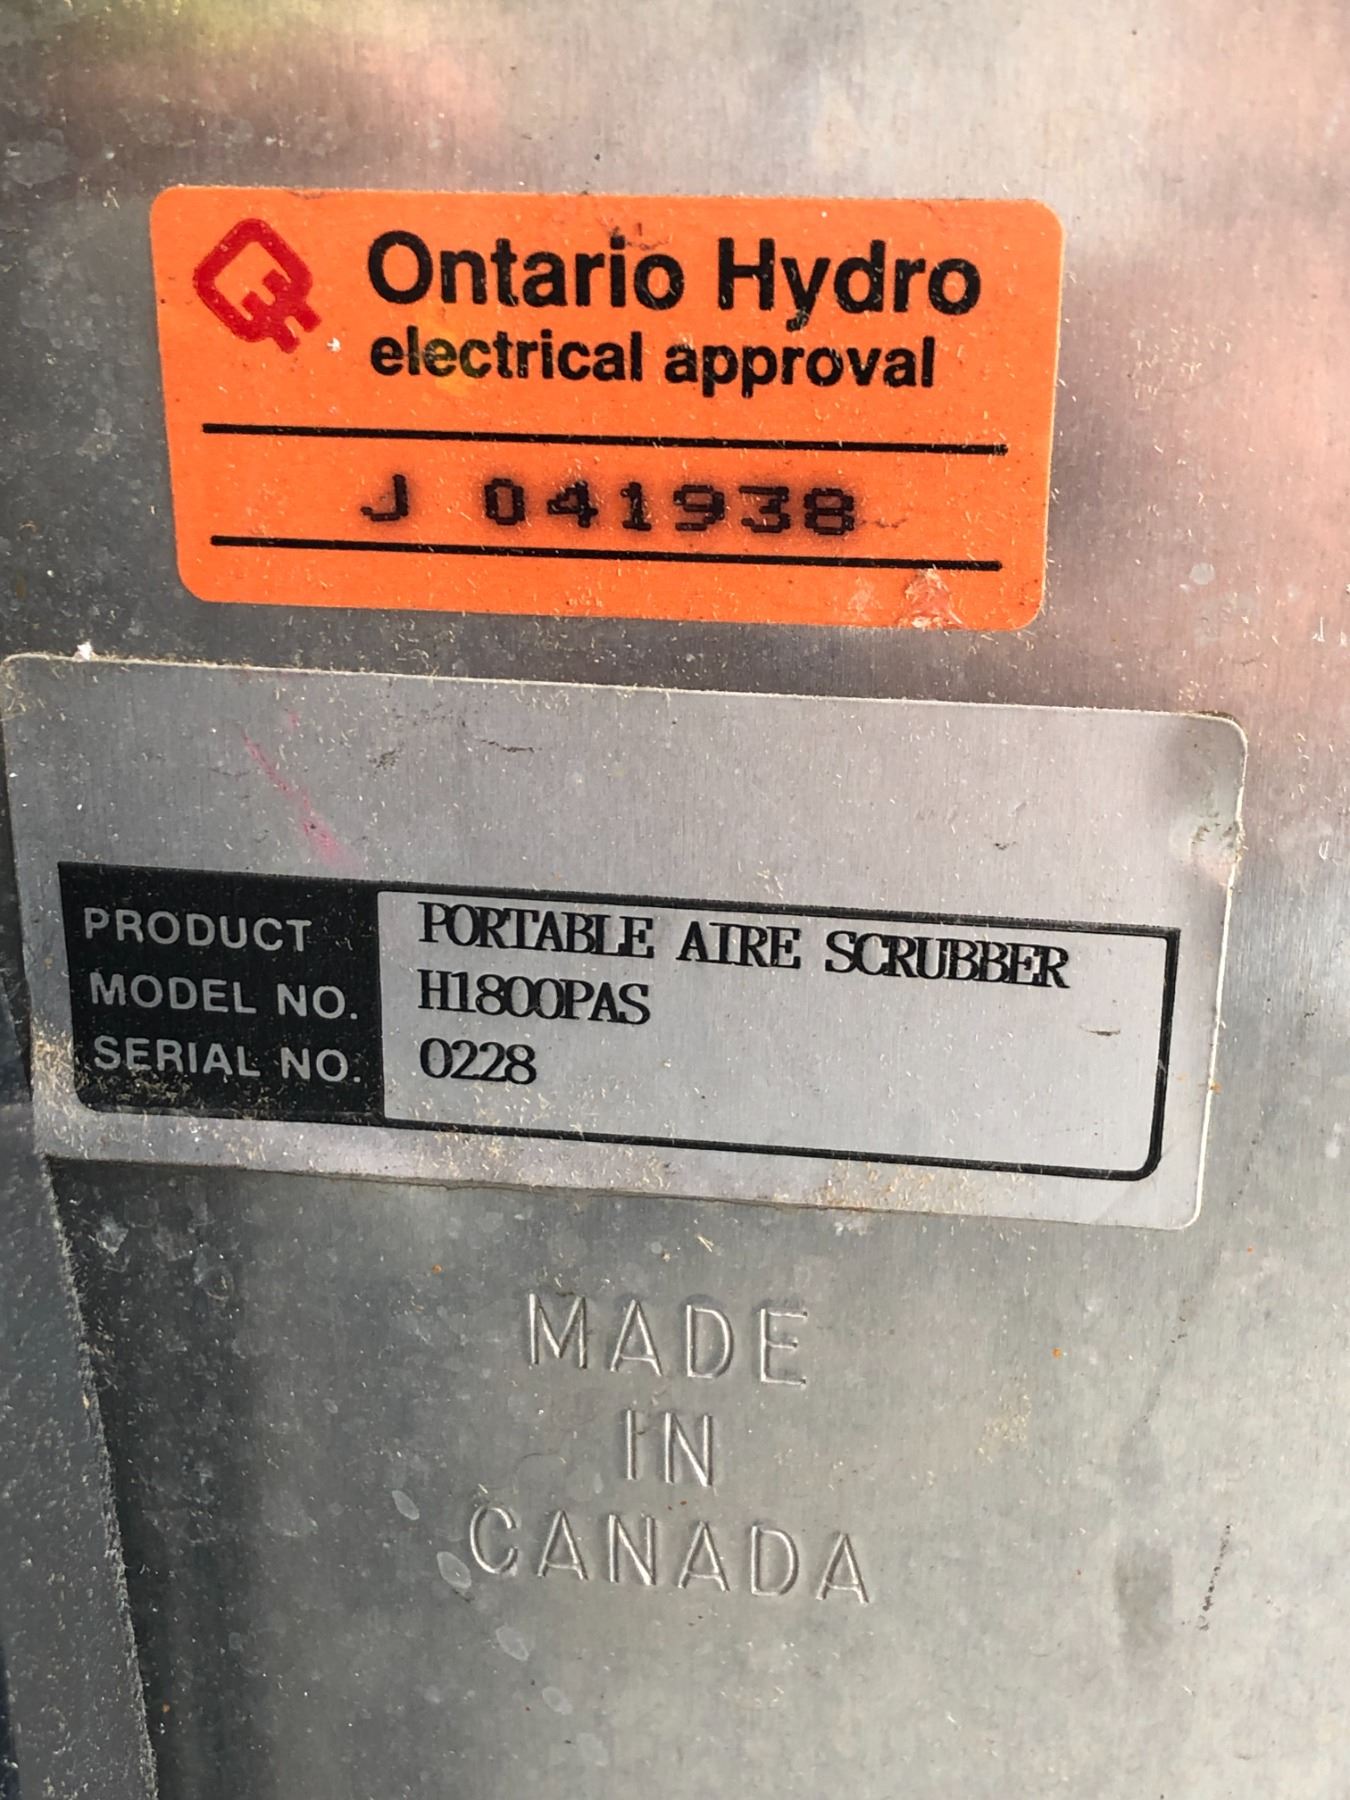 Ontario Hydro
electrical approval
J 041938
PRODUCT PORTABLE AIRE SCRUBBER
MODEL NO. H1800PAS
SERIAL NO. 0228
MADE
IN
CANADA